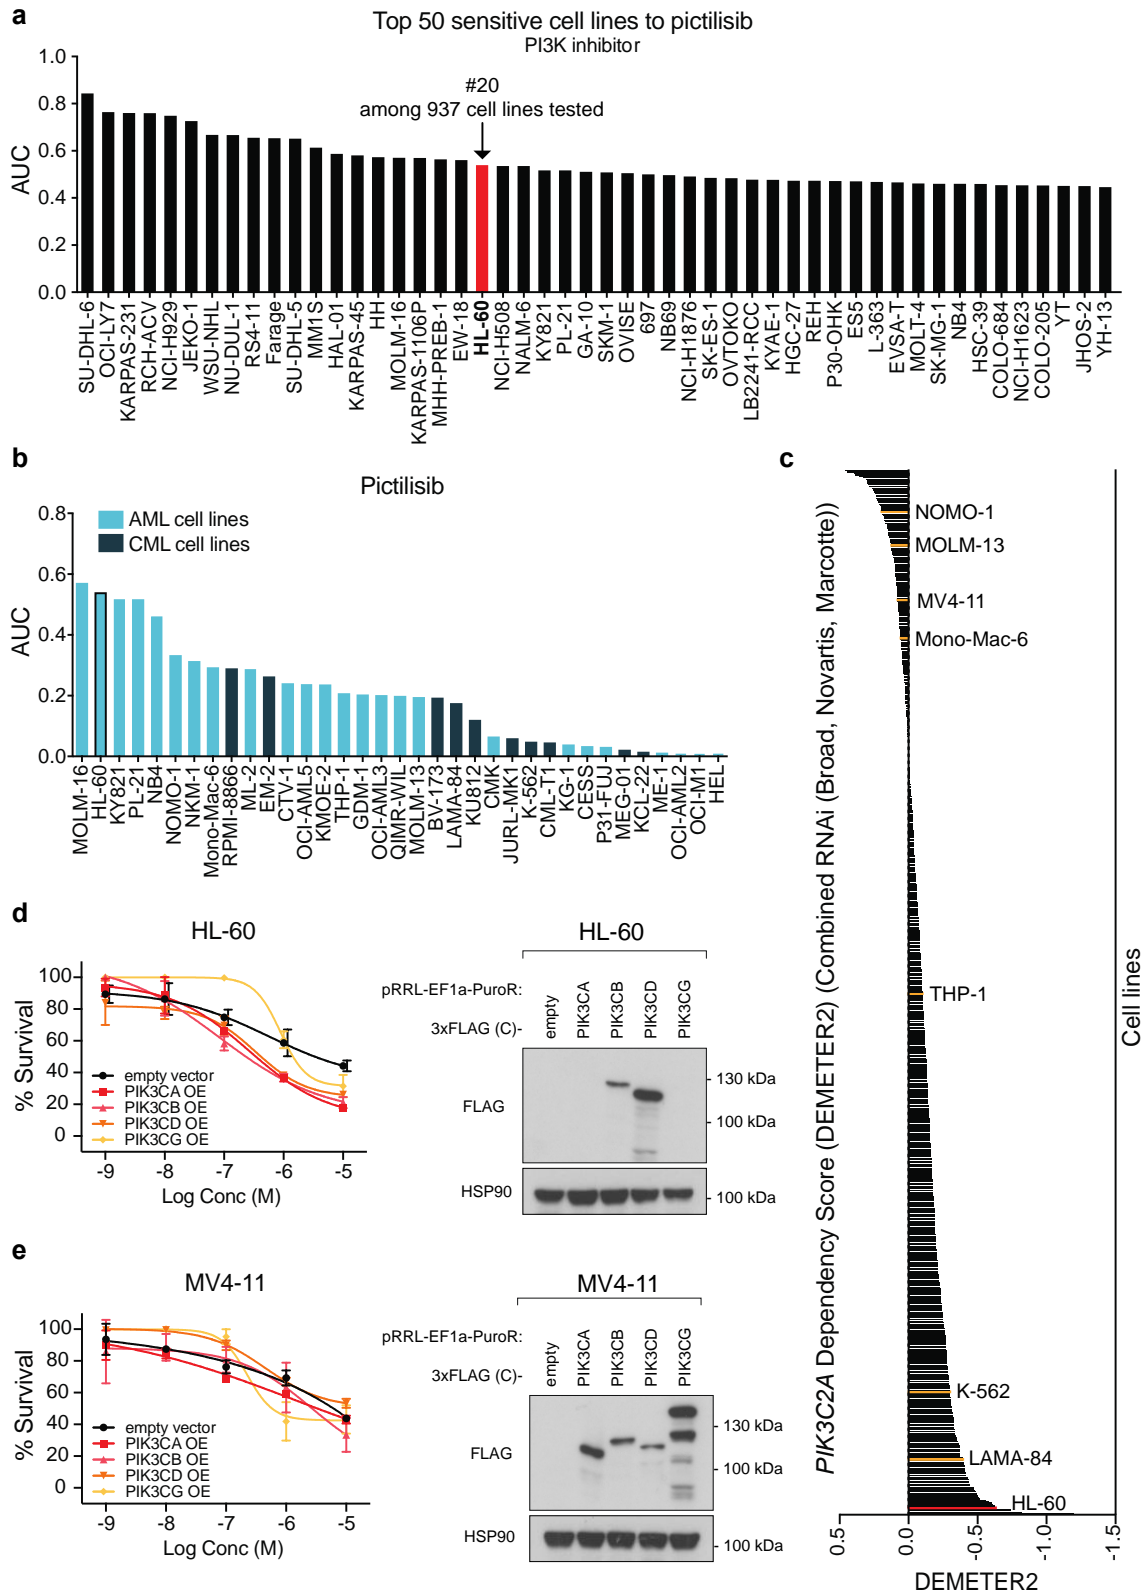 a
Top 50 sensitive cell lines to pictilisib
PI3K inhibitor
#20
among 937 cell lines tested
AUC
1.0
0.8
0.6
0.4
0.2
0.0
SU-DHL-6
OCI-LY7
KARPAS-231
RCH-ACV
NCI-H929
JEKO-1
WSU-NHL
NU-DUL-1
RS4-11
Farage
SU-DHL-5
MM1S
HAL-01
KARPAS-45
HH
MOLM-16
KARPAS-1106P
MHH-PREB-1
EW-18
HL-60
NCI-H508
NALM-6
KY821
PL-21
GA-10
SKM-1
OVISE
697
NB69
NCI-H1876
SK-ES-1
OVTOKO
LB2241-RCC
KYAE-1
HGC-27
REH
P30-OHK
ES5
L-363
EVSA-T
MOLT-4
SK-MG-1
NB4
HSC-39
COLO-684
NCI-H1623
COLO-205
YT
JHOS-2
YH-13
b
Pictilisib
AML cell lines
CML cell lines
AUC
0.8
0.6
0.4
0.2
0.0
MOLM-16
HL-60
KY821
PL-21
NB4
NOMO-1
NKM-1
Mono-Mac-6
RPMI-8866
ML-2
EM-2
CTV-1
OCI-AML5
KMOE-2
THP-1
GDM-1
OCI-AML3
QIMR-WIL
MOLM-13
BV-173
LAMA-84
KU812
CMK
JURL-MK1
K-562
CML-T1
KG-1
CESS
P31-FUJ
MEG-01
KCL-22
ME-1
OCI-AML2
OCI-M1
HEL
c
PIK3C2A Dependency Score (DEMETER2) (Combined RNAi (Broad, Novartis, Marcotte))
NOMO-1
MOLM-13
MV4-11
Mono-Mac-6
THP-1
K-562
LAMA-84
HL-60
Cell lines
0.5
0.0
-0.5
-1.0
-1.5
DEMETER2
d
HL-60
% Survival
100
80
60
40
20
0
empty vector
PIK3CA OE
PIK3CB OE
PIK3CD OE
PIK3CG OE
-9
-8
-7
-6
-5
Log Conc (M)
HL-60
pRRL-EF1a-PuroR:
3xFLAG (C)-
empty
PIK3CA
PIK3CB
PIK3CD
PIK3CG
FLAG
- 130 kDa
- 100 kDa
HSP90
- 100 kDa
e
MV4-11
% Survival
100
80
60
40
20
0
empty vector
PIK3CA OE
PIK3CB OE
PIK3CD OE
PIK3CG OE
-9
-8
-7
-6
-5
Log Conc (M)
MV4-11
pRRL-EF1a-PuroR:
3xFLAG (C)-
empty
PIK3CA
PIK3CB
PIK3CD
PIK3CG
FLAG
- 130 kDa
- 100 kDa
HSP90
- 100 kDa